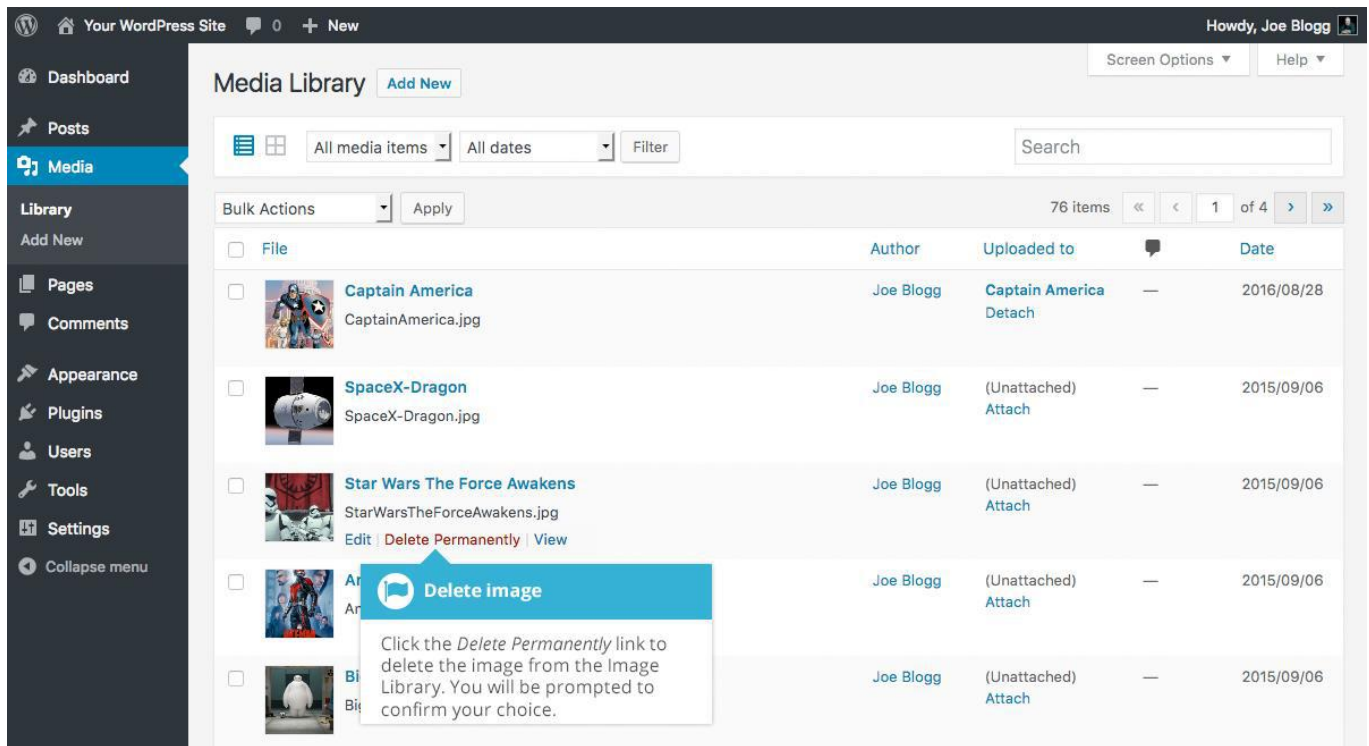 Your WordPress Site 0 + New Howdy, Joe Blogg
Screen Options ▼ Help ▼
Dashboard
Posts
Media
Library
Add New
Pages
Comments
Appearance
Plugins
Users
Tools
Settings
Collapse menu
Media Library Add New
All media items All dates Filter Search
Bulk Actions Apply 76 items « ‹ 1 of 4 › »
File Author Uploaded to Date
Captain America Joe Blogg Captain America — 2016/08/28
CaptainAmerica.jpg Detach
SpaceX-Dragon Joe Blogg (Unattached) — 2015/09/06
SpaceX-Dragon.jpg Attach
Star Wars The Force Awakens Joe Blogg (Unattached) — 2015/09/06
StarWarsTheForceAwakens.jpg Attach
Edit | Delete Permanently | View
Joe Blogg (Unattached) — 2015/09/06
Attach
Delete image
Click the Delete Permanently link to
delete the image from the Image
Library. You will be prompted to
confirm your choice.
Joe Blogg (Unattached) — 2015/09/06
Attach